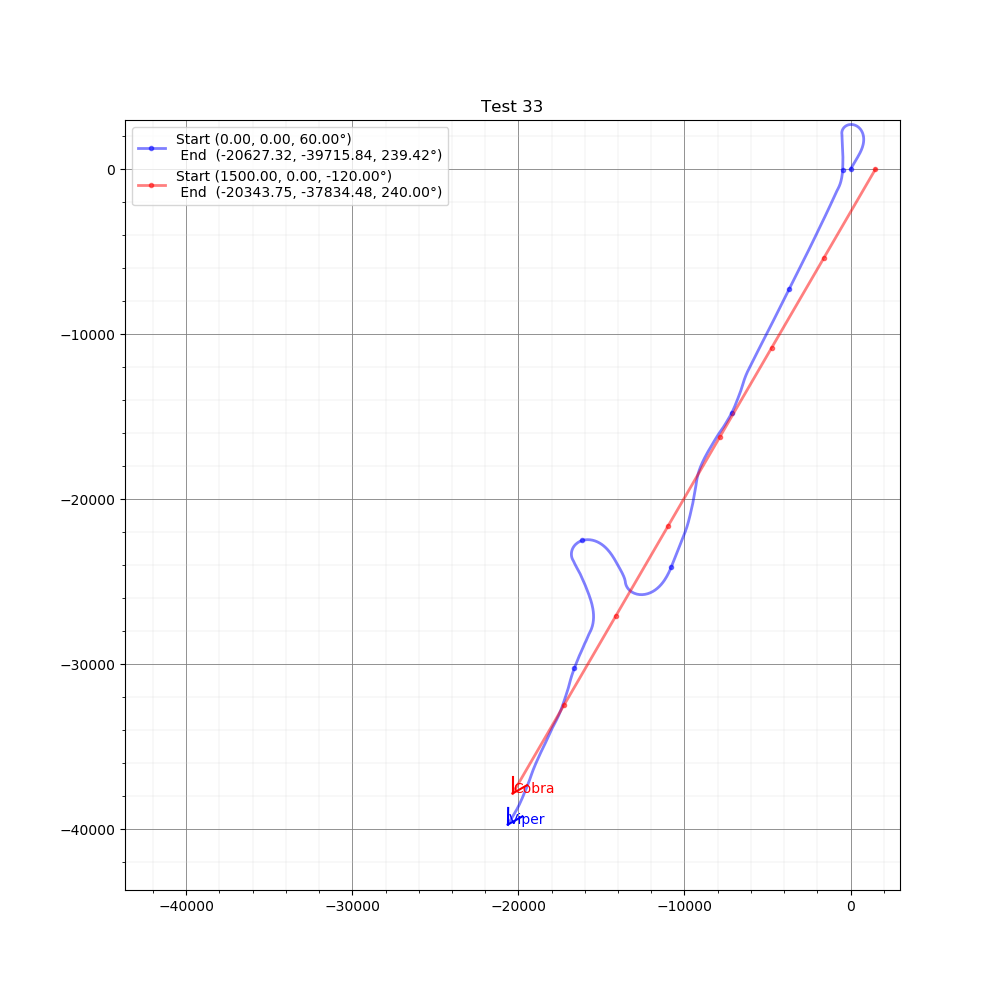 Test 33
Start (0.00, 0.00, 60.00°)
End (-20627.32, -39715.84, 239.42°)
Start (1500.00, 0.00, -120.00°)
End (-20343.75, -37834.48, 240.00°)
0
−10000
−20000
−30000
−40000
Cobra
Viper
−40000 −30000 −20000 −10000 0